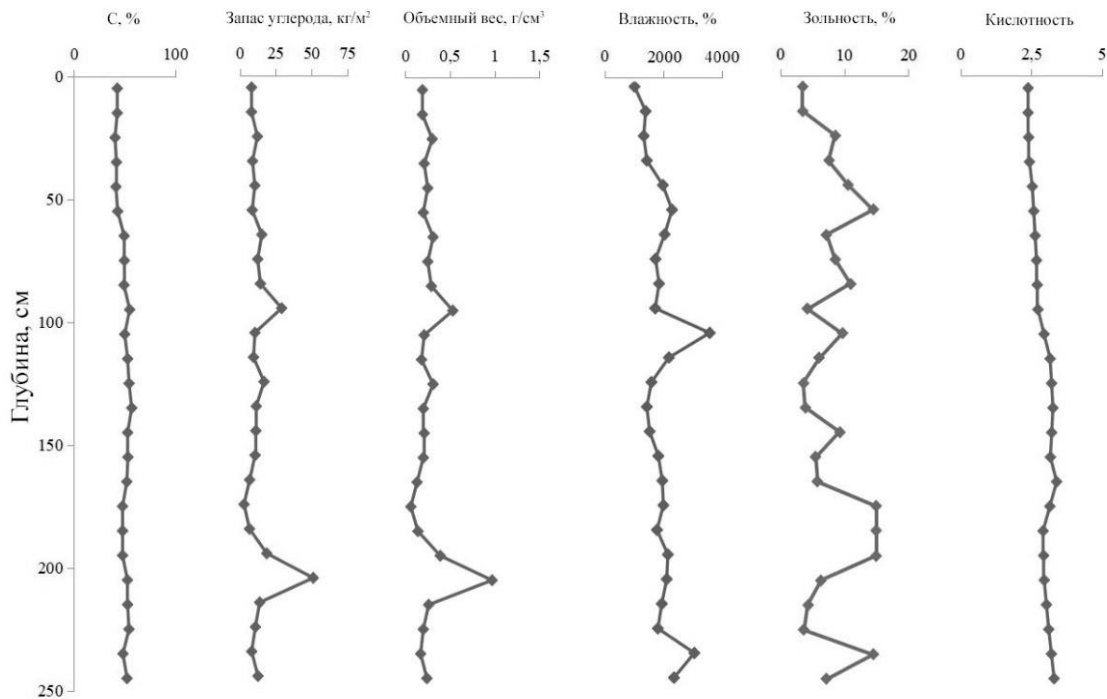 С, %
Запас углерода, кг/м²
Объемный вес, г/см³
Влажность, %
Зольность, %
Кислотность
0 100
0 25 50 75
0 0,5 1 1,5
0 2000 4000
0 10 20
0 2,5 5
Глубина, см
0
50
100
150
200
250